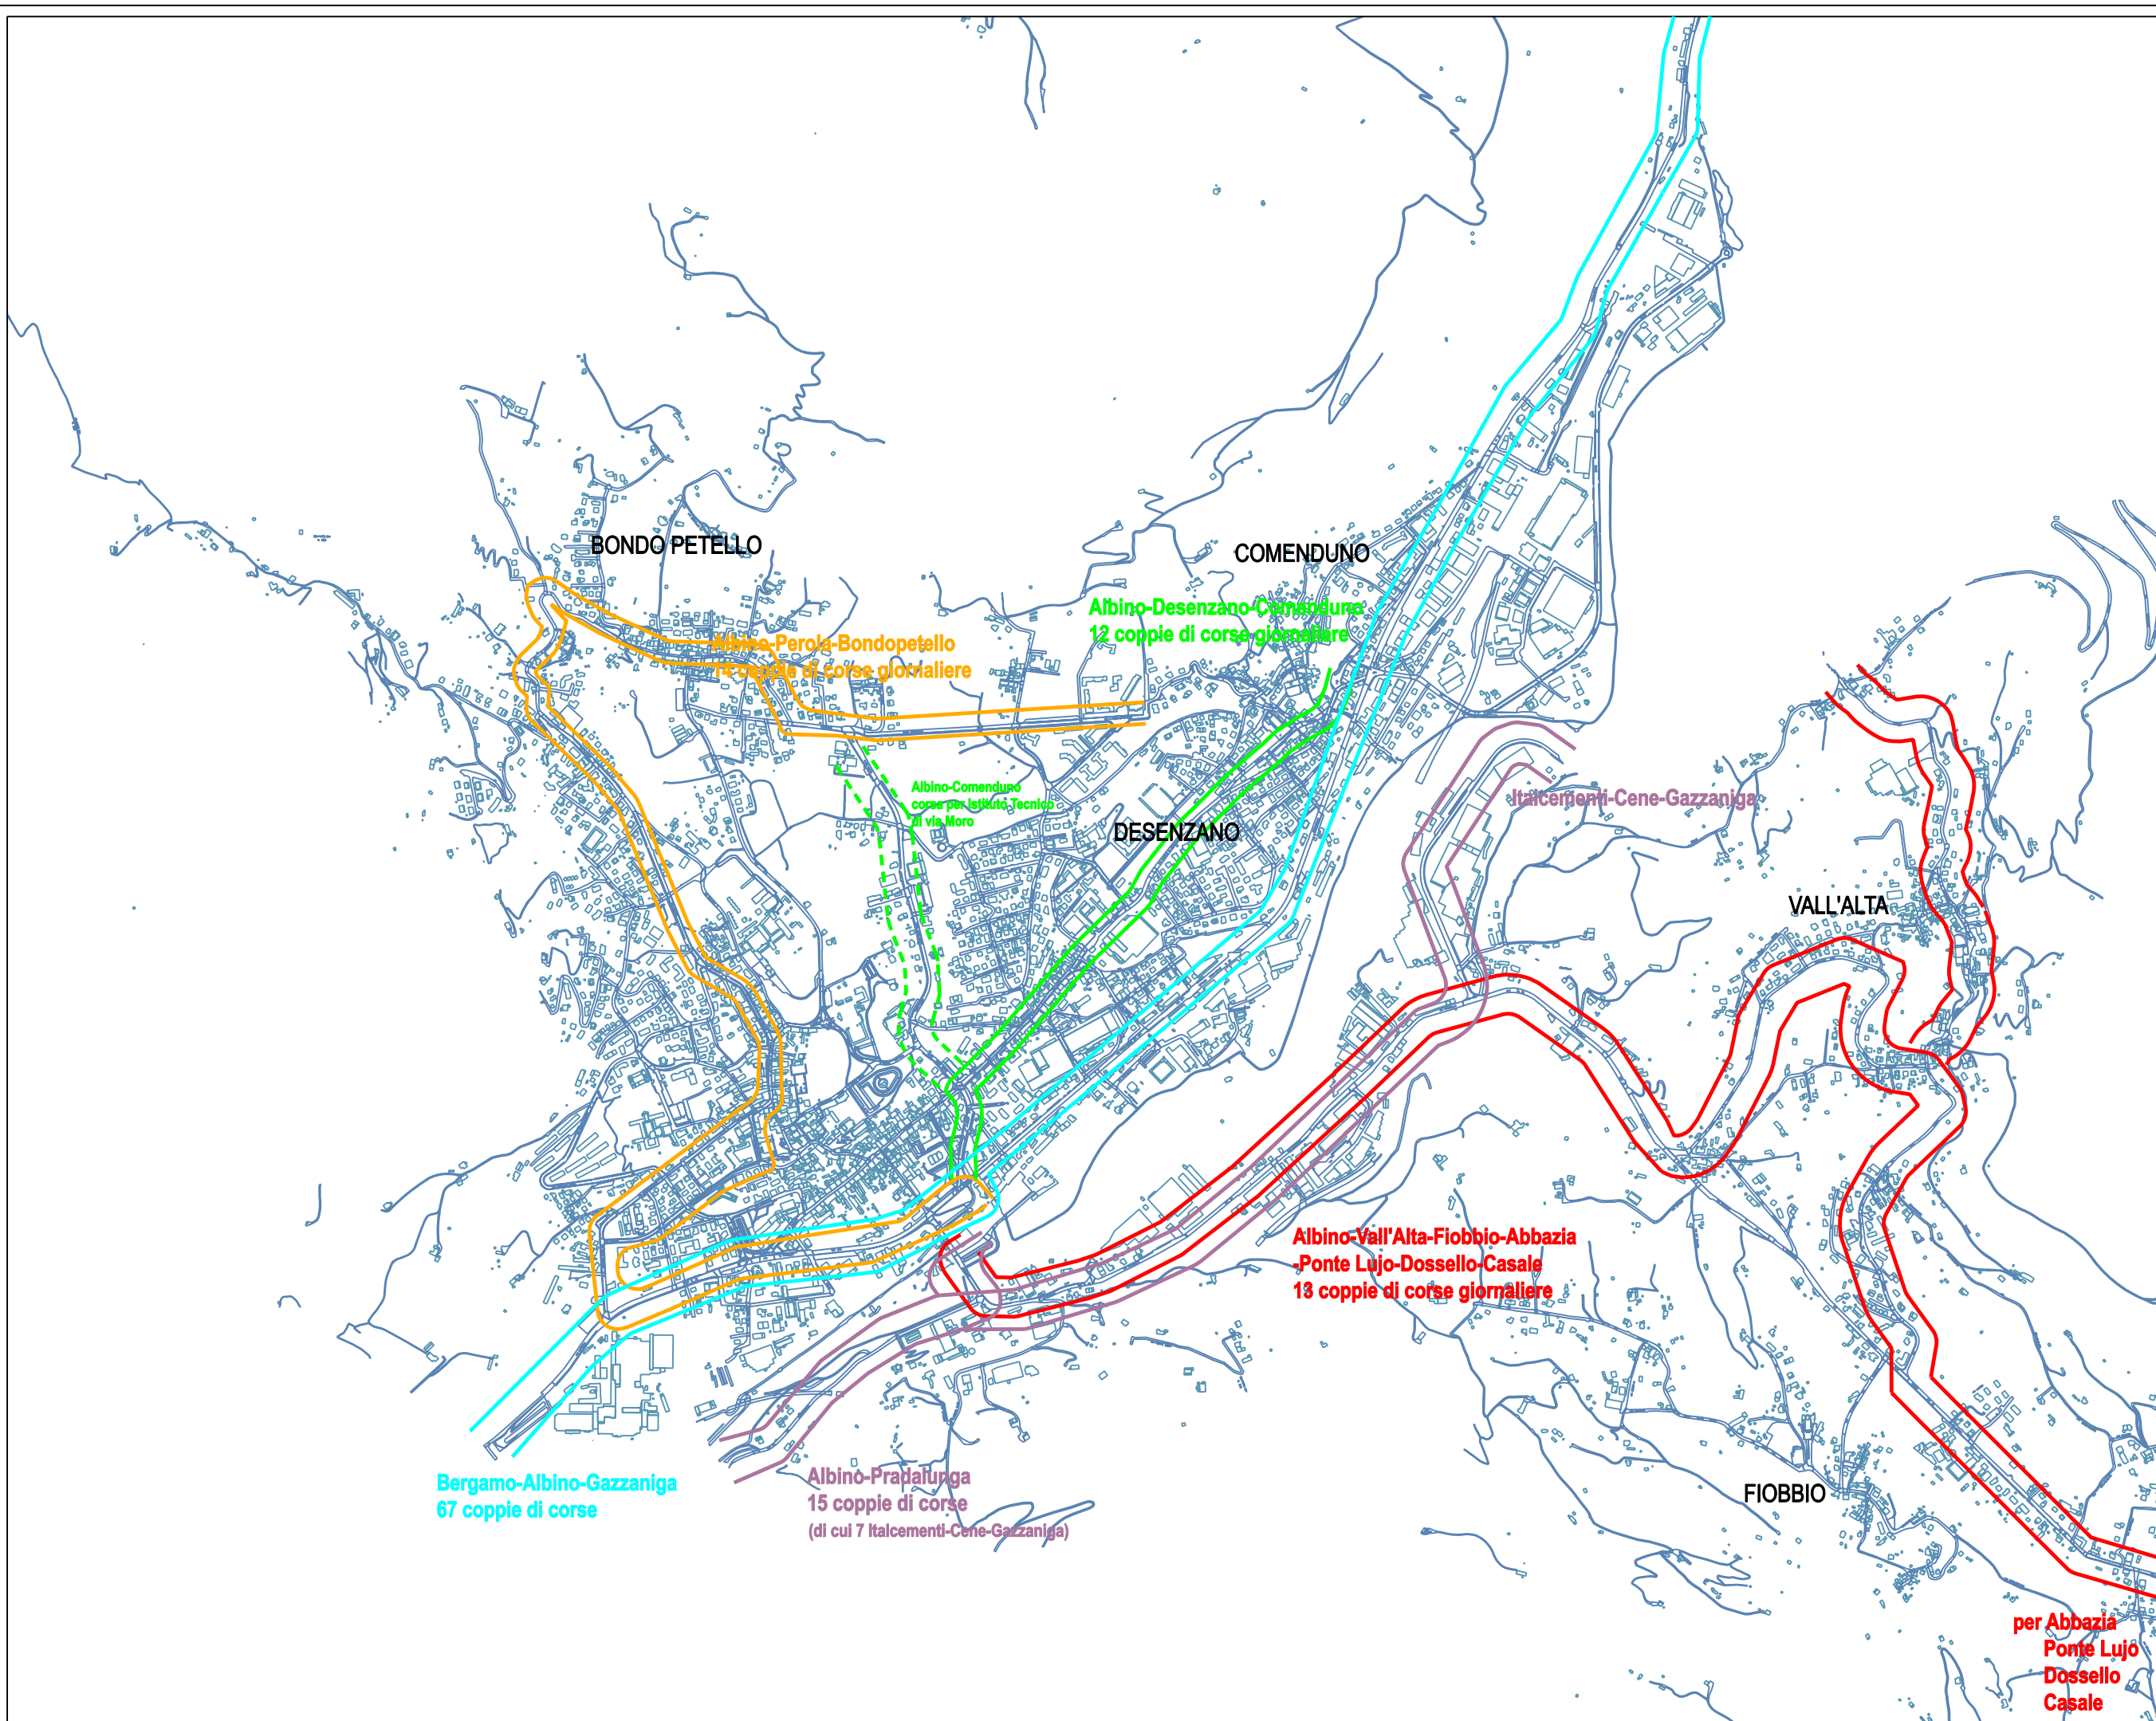 BONDO PETELLO
COMENDUNO
Albino-Desenzano-Comenduno
12 coppie di corse giornaliere
Albino-Perola-Bondopetello
14 coppie di corse giornaliere
Albino-Comenduno
corsa per Istituto Tecnico
di via Moro
Italcementi-Cene-Gazzaniga
DESENZANO
VALL'ALTA
Albino-Vall'Alta-Fiobbio-Abbazia
-Ponte Lujo-Dossello-Casale
13 coppie di corse giornaliere
Bergamo-Albino-Gazzaniga
67 coppie di corse
Albino-Pradalunga
15 coppie di corse
(di cui 7 Italcementi-Cene-Gazzaniga)
FIOBBIO
per Abbazia
Ponte Lujo
Dossello
Casale